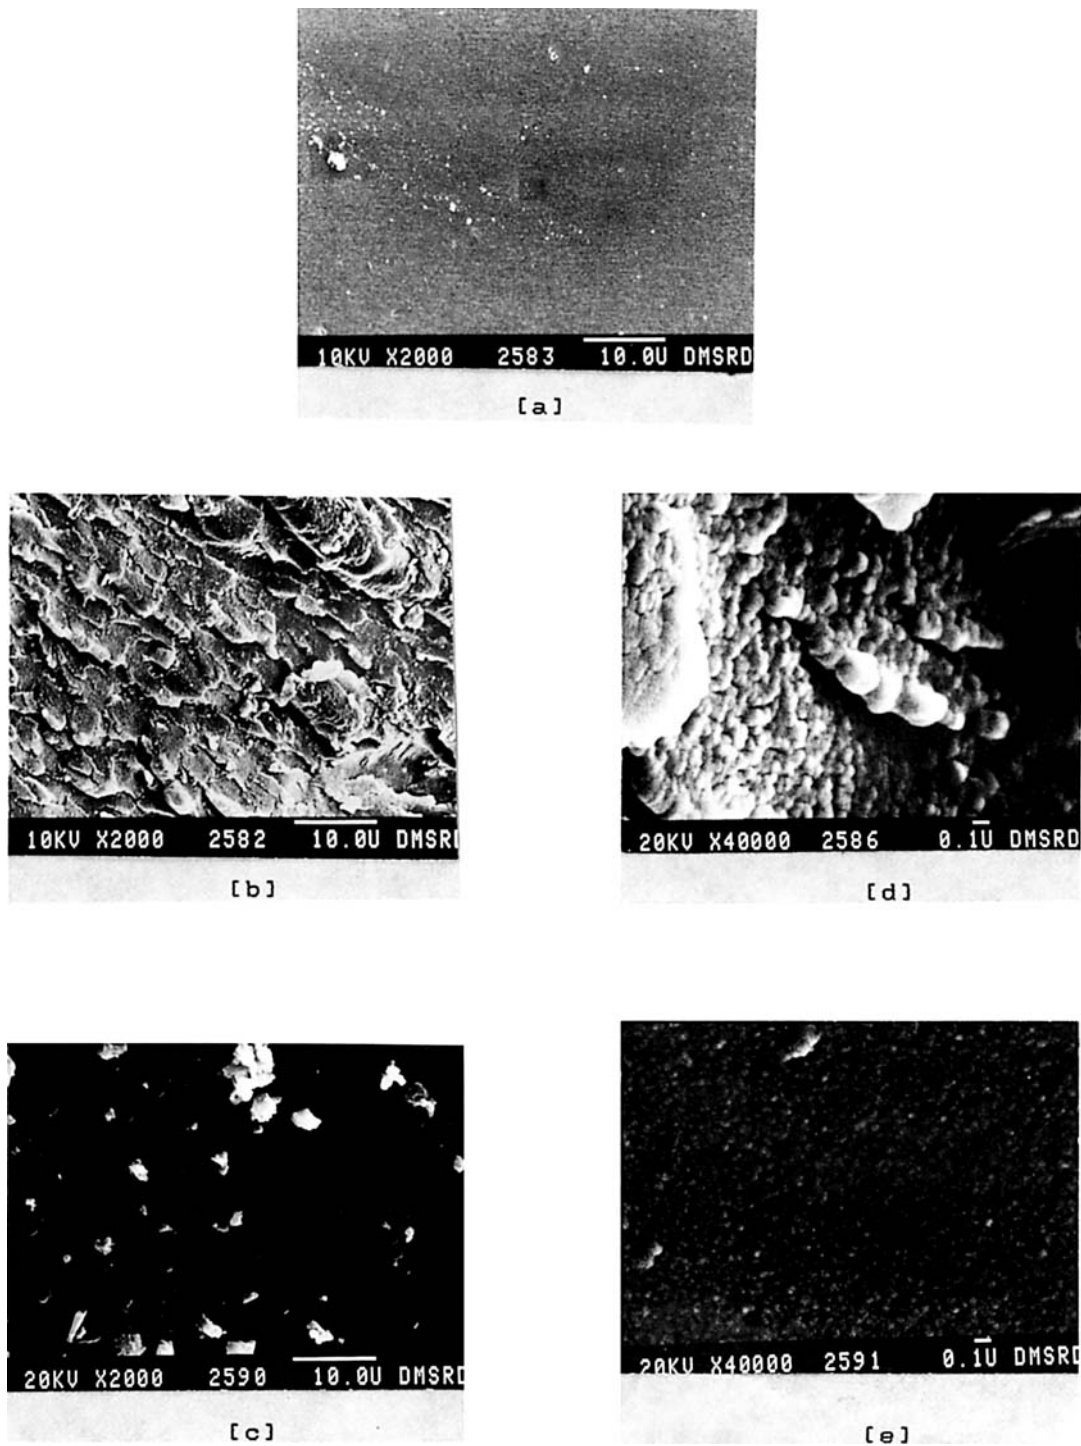 10KV X2000 2583 10.0U DMSRD
[a]
10KV X2000 2582 10.0U DMSRD
[b]
20KV X40000 2586 0.1U DMSRD
[d]
20KV X2000 2590 10.0U DMSRD
[c]
20KV X40000 2591 0.1U DMSRD
[e]